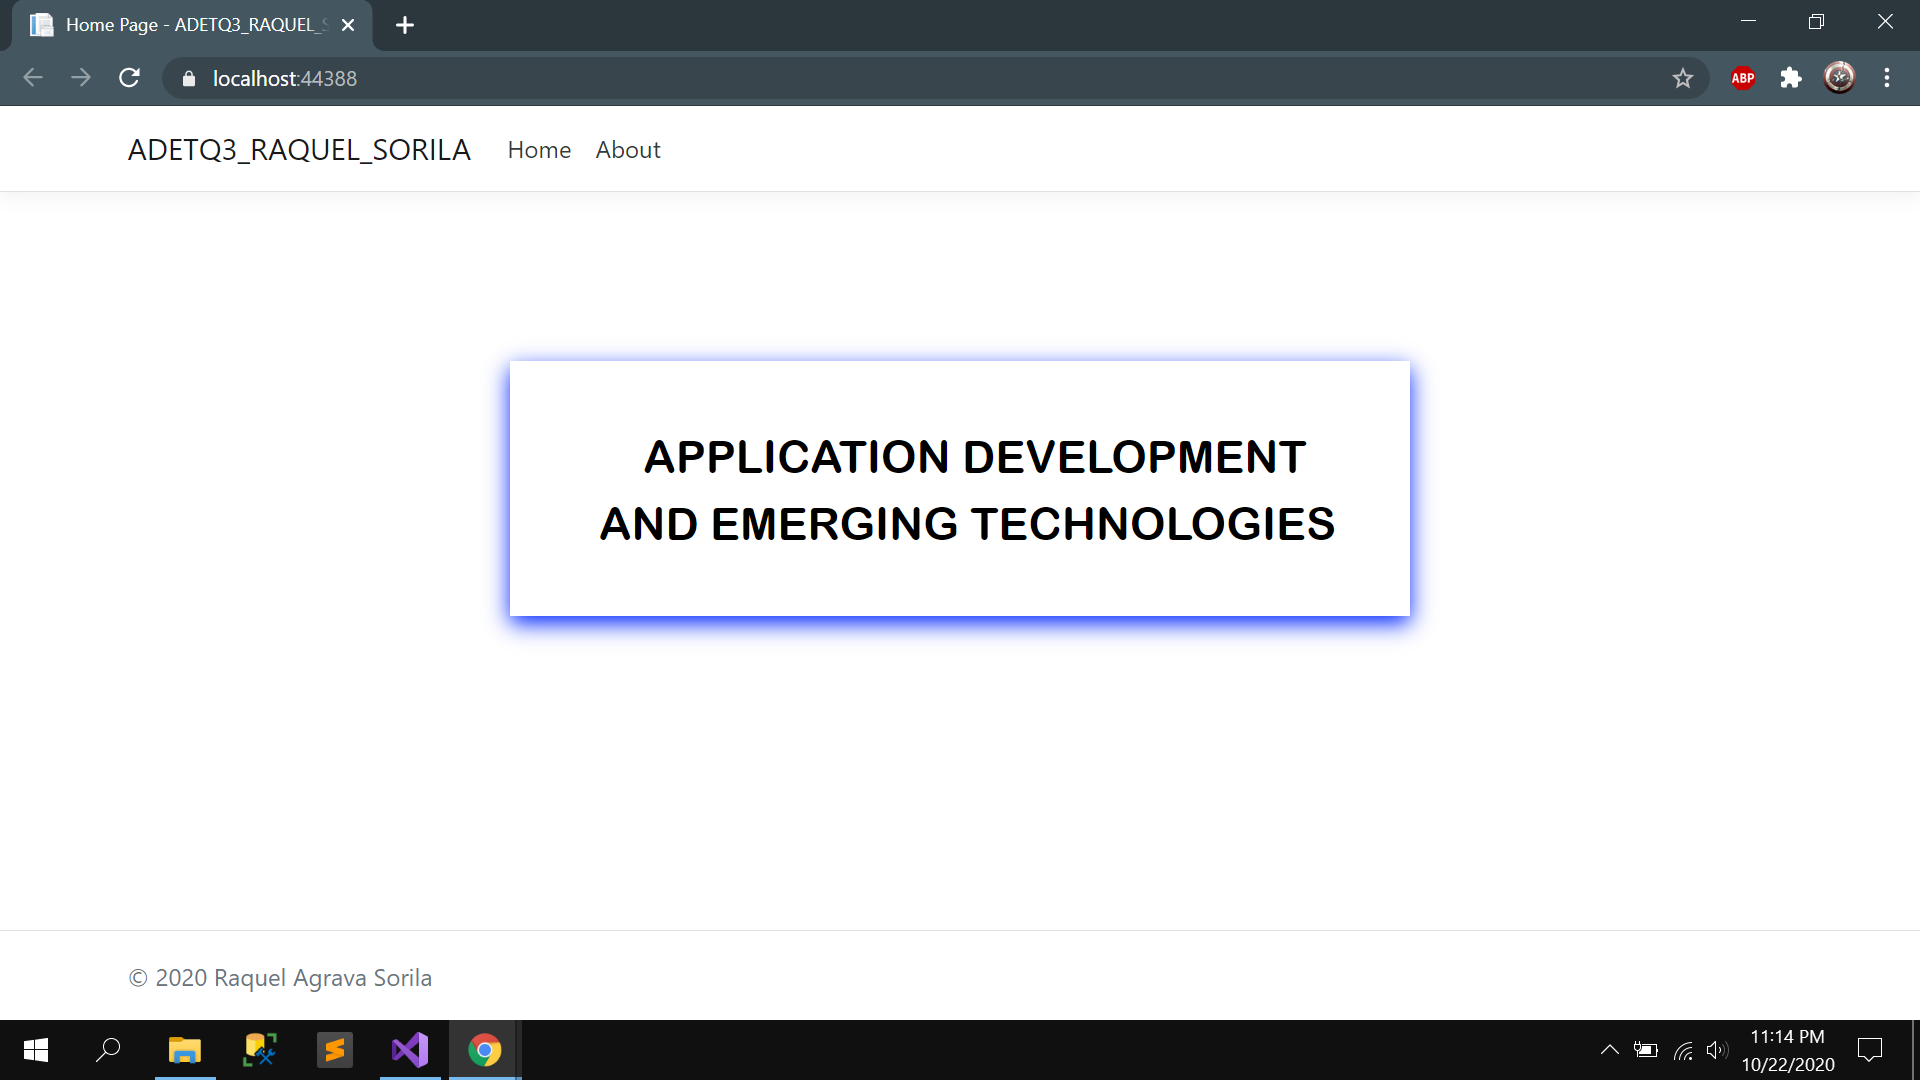 Home Page - ADETQ3_RAQUEL_S
localhost:44388
ABP
ADETQ3_RAQUEL_SORILA Home About
APPLICATION DEVELOPMENT
AND EMERGING TECHNOLOGIES
© 2020 Raquel Agrava Sorila
11:14 PM
10/22/2020